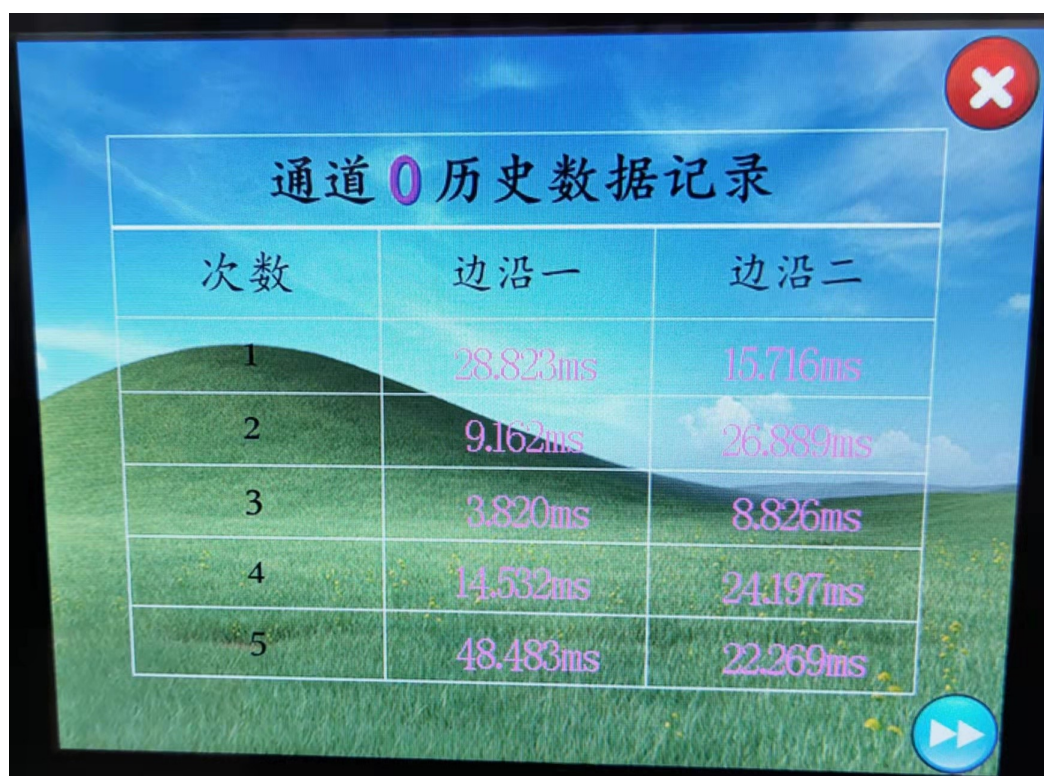 通道0历史数据记录
次数 边沿一 边沿二
1 28.823ms 15.716ms
2 9.162ms 26.889ms
3 3.820ms 8.826ms
4 14.532ms 24.197ms
5 48.483ms 22.269ms